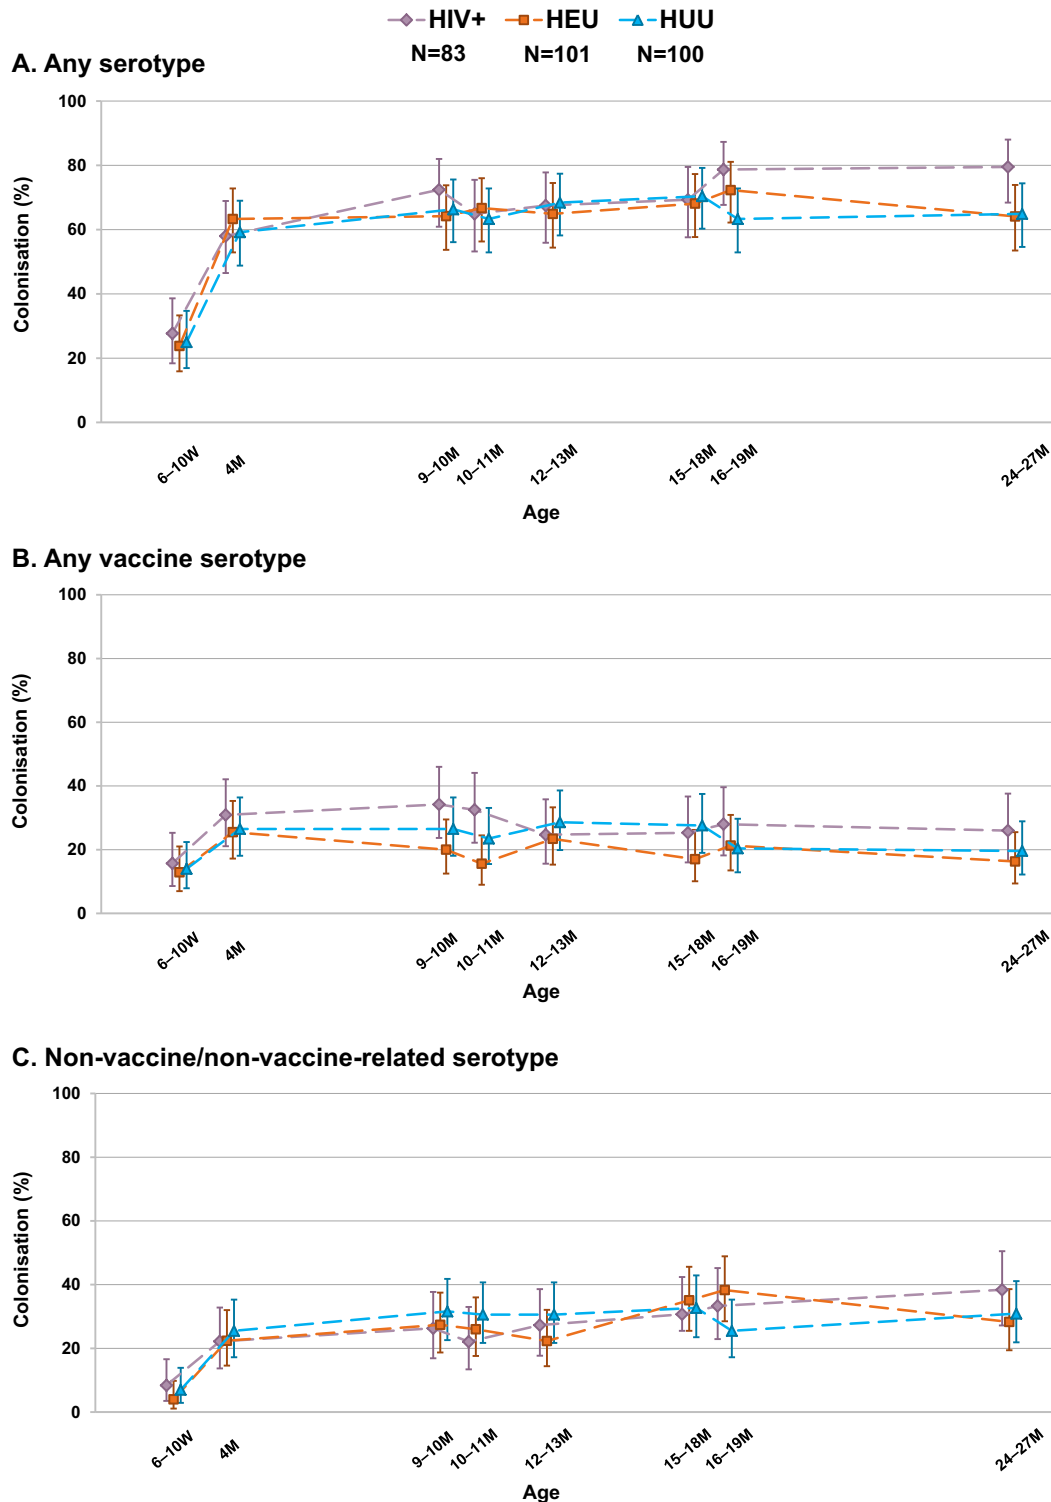 HIV+ HEU HUU
N=83 N=101 N=100
A. Any serotype
Colonisation (%)
100
80
60
40
20
0
6–10W 4M 9–10M 10–11M 12–13M 15–18M 16–19M 24–27M
Age
B. Any vaccine serotype
Colonisation (%)
100
80
60
40
20
0
6–10W 4M 9–10M 10–11M 12–13M 15–18M 16–19M 24–27M
Age
C. Non-vaccine/non-vaccine-related serotype
Colonisation (%)
100
80
60
40
20
0
6–10W 4M 9–10M 10–11M 12–13M 15–18M 16–19M 24–27M
Age